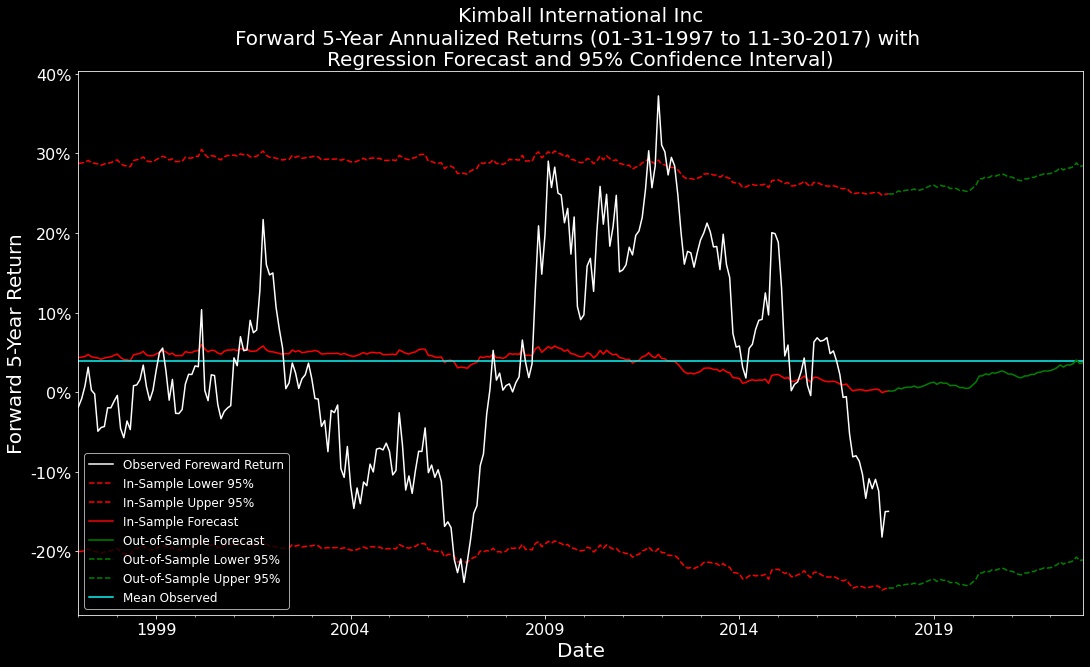 Kimball International Inc
Forward 5-Year Annualized Returns (01-31-1997 to 11-30-2017) with
Regression Forecast and 95% Confidence Interval)
Forward 5-Year Return
40%
30%
20%
10%
0%
-10%
-20%
Observed Foreward Return
In-Sample Lower 95%
In-Sample Upper 95%
In-Sample Forecast
Out-of-Sample Forecast
Out-of-Sample Lower 95%
Out-of-Sample Upper 95%
Mean Observed
1999
2004
2009
2014
2019
Date